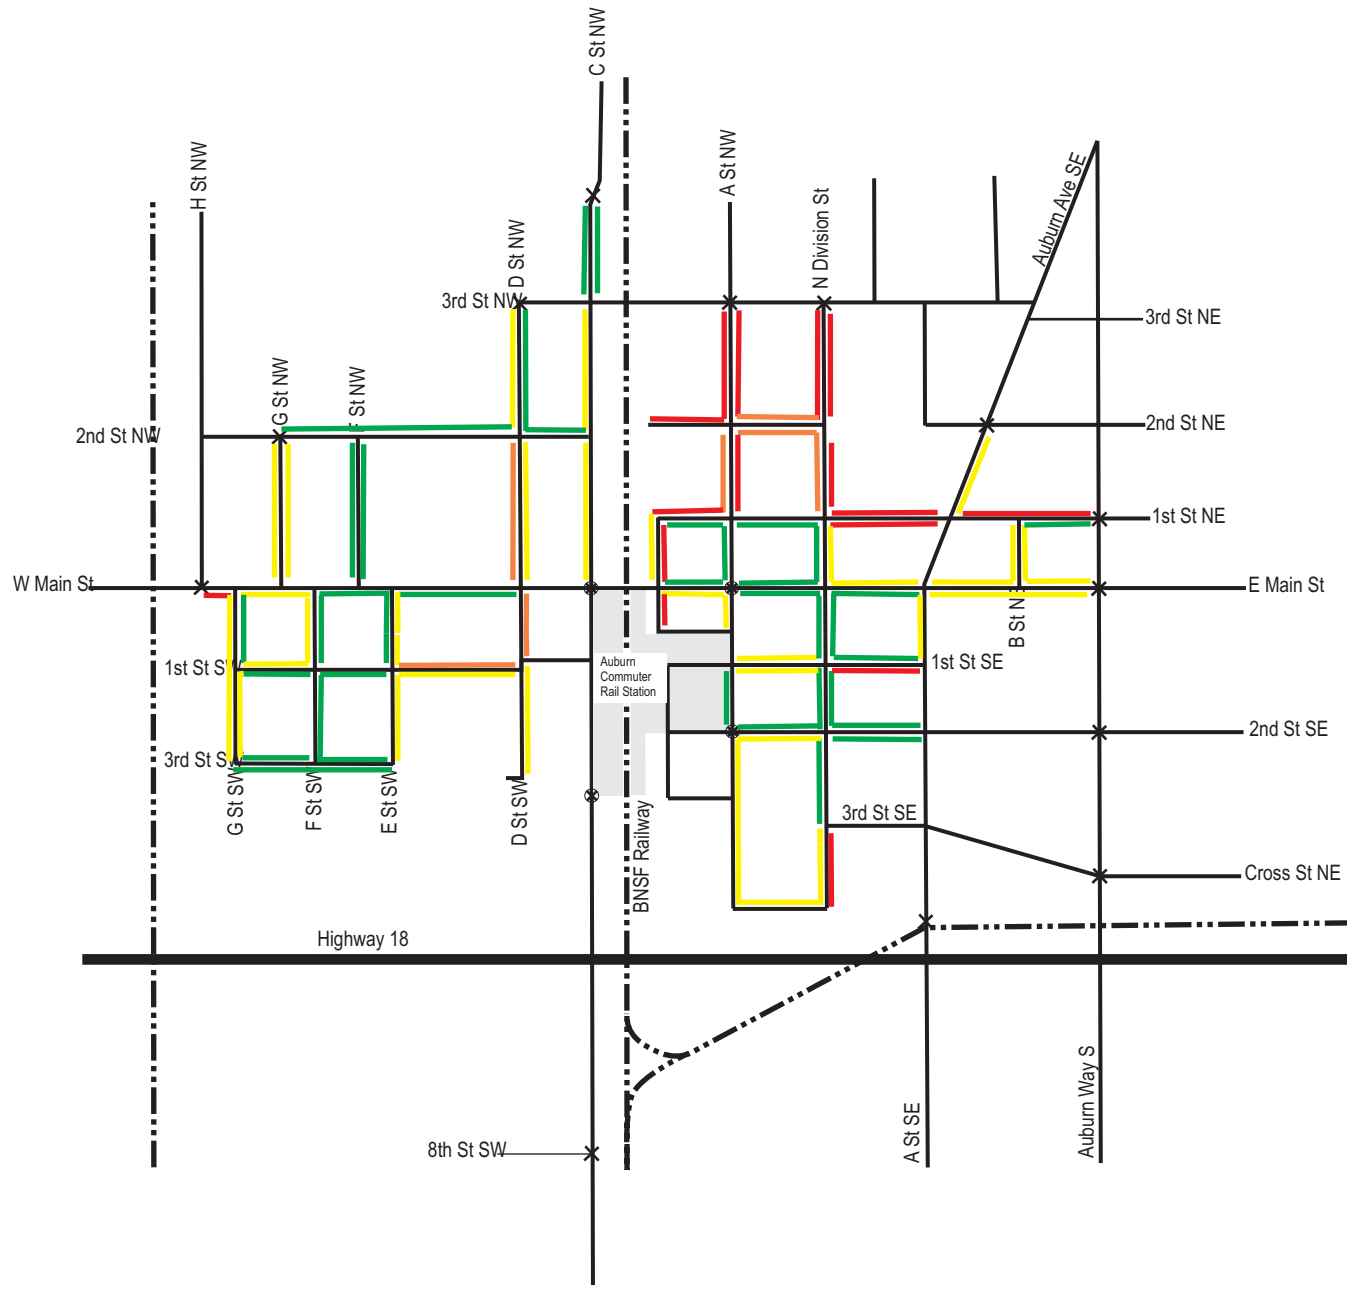 C St NW
H St NW
A St NW
Auburn Ave SE
N Division St
D St NW
3rd St NW
3rd St NE
G St NW
St NW
2nd St NW
2nd St NE
1st St NE
W Main St
E Main St
B St N
1st St SW
Auburn
Commuter
Rail Station
1st St SE
2nd St SE
3rd St SW
G St SW
F St SW
E St SW
D St SW
BNSF Railway
3rd St SE
Cross St NE
Highway 18
A St SE
Auburn Way S
8th St SW